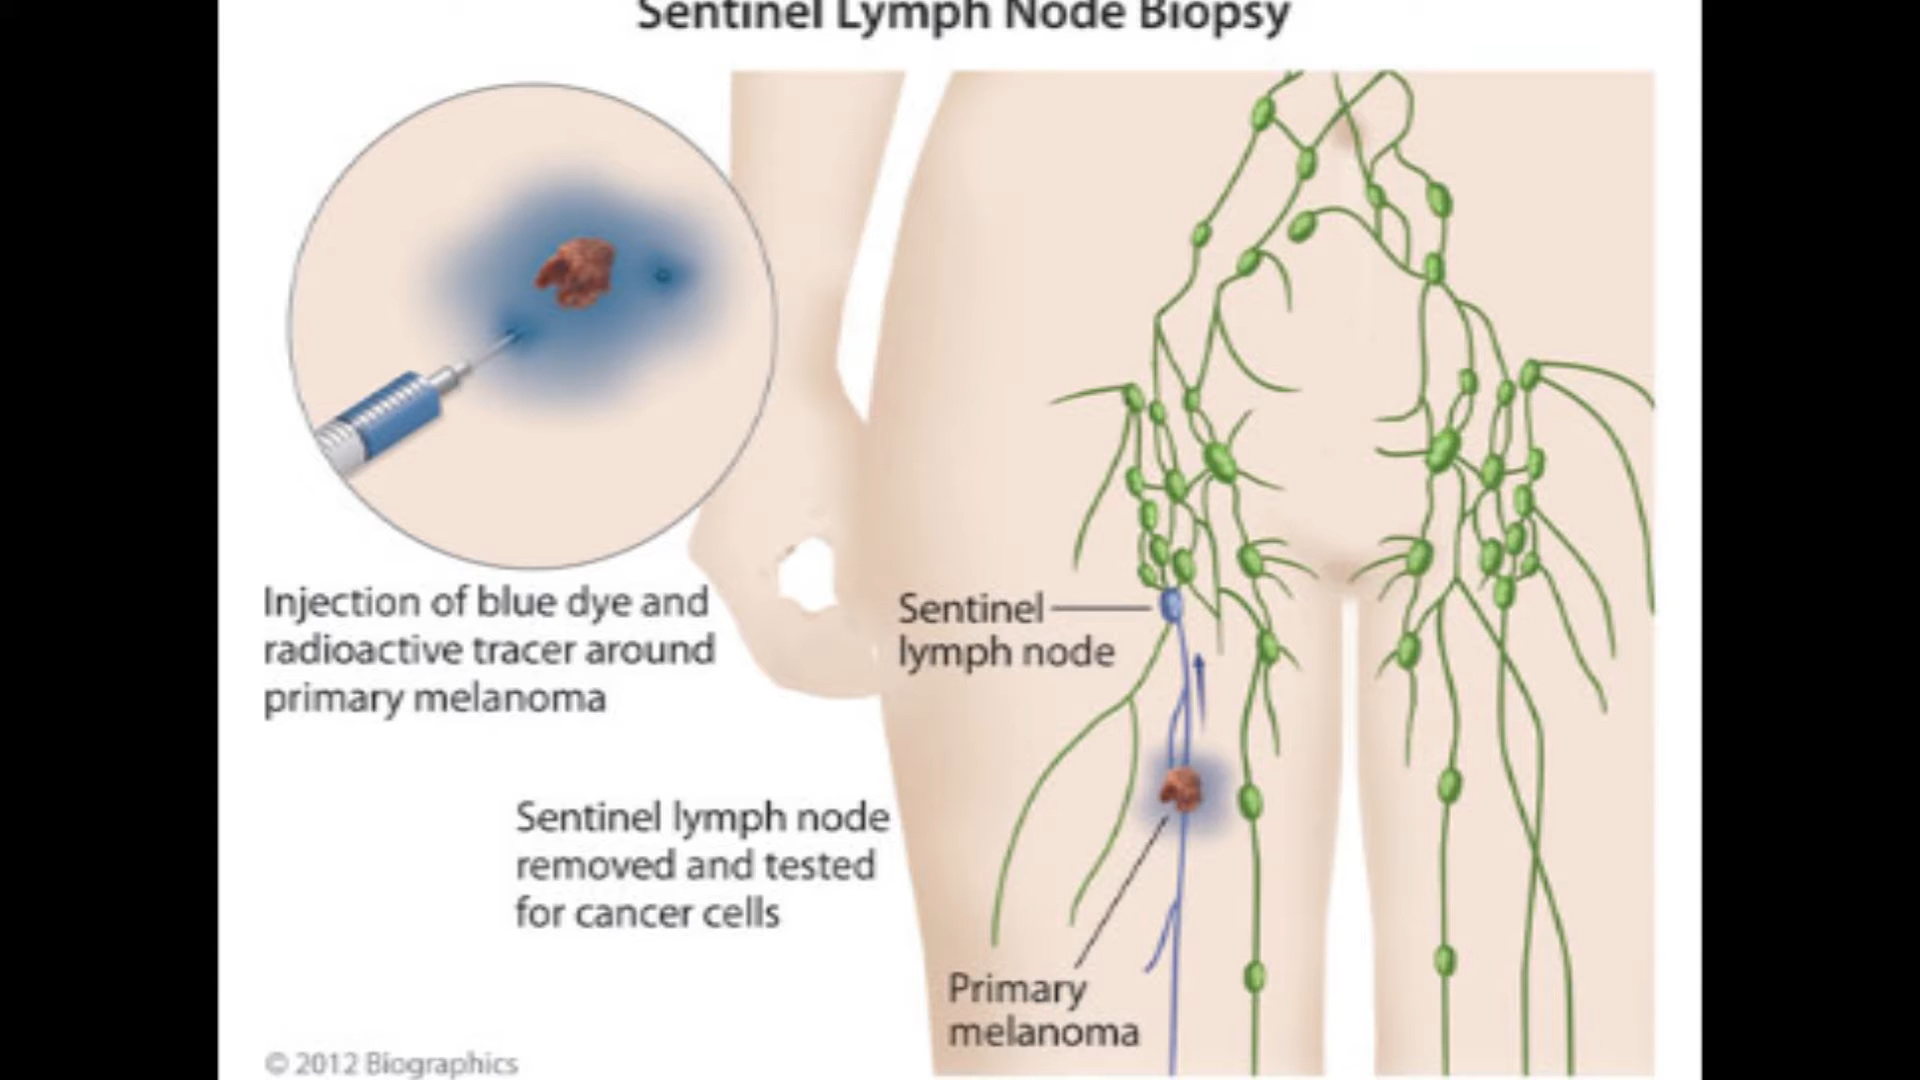 Sentinel Lymph Node Biopsy
Injection of blue dye and
radioactive tracer around
primary melanoma
Sentinel
lymph node
Sentinel lymph node
removed and tested
for cancer cells
Primary
melanoma
© 2012 Biographics